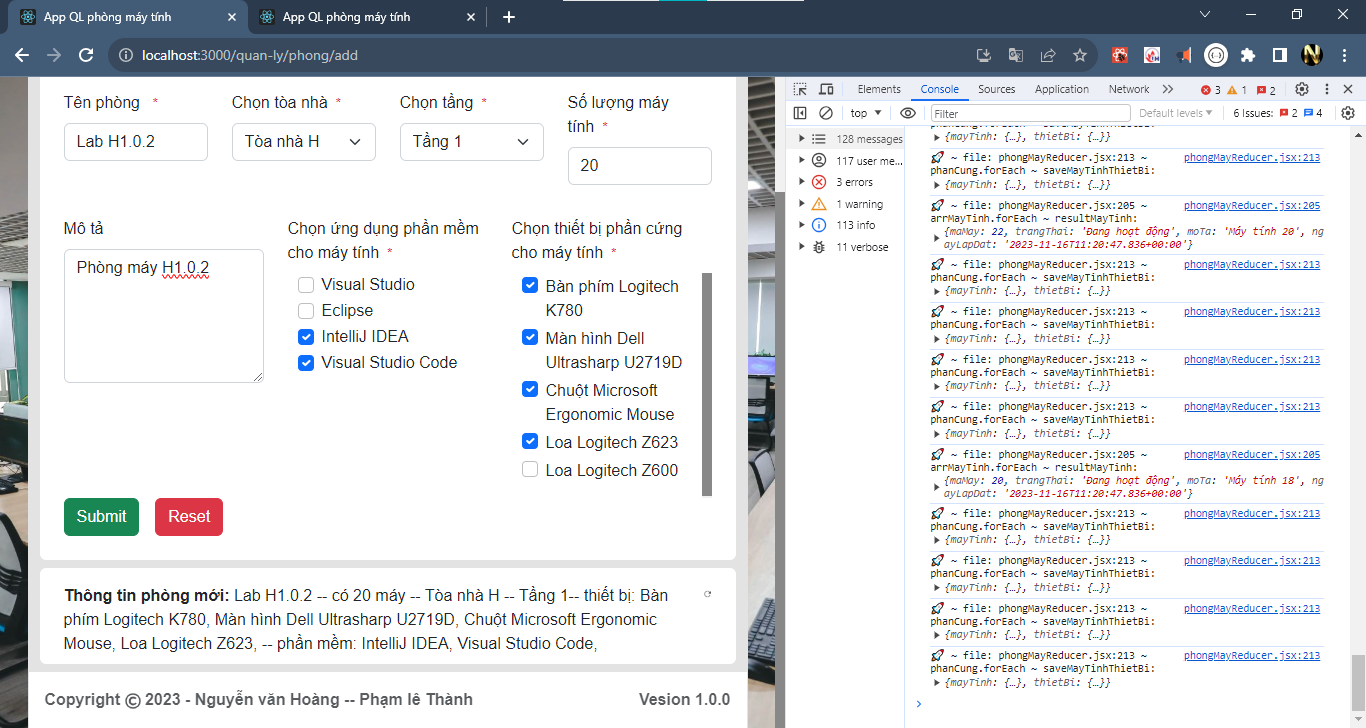 App QL phòng máy tính
App QL phòng máy tính
localhost:3000/quan-ly/phong/add
Tên phòng *
Chọn tòa nhà *
Chọn tầng *
Số lượng máy
tính *
Lab H1.0.2
Tòa nhà H
Tầng 1
20
Mô tả
Phòng máy H1.0.2
Chọn ứng dụng phần mềm
cho máy tính *
Visual Studio
Eclipse
IntelliJ IDEA
Visual Studio Code
Chọn thiết bị phần cứng
cho máy tính *
Bàn phím Logitech
K780
Màn hình Dell
Ultrasharp U2719D
Chuột Microsoft
Ergonomic Mouse
Loa Logitech Z623
Loa Logitech Z600
Submit
Reset
Thông tin phòng mới: Lab H1.0.2 -- có 20 máy -- Tòa nhà H -- Tầng 1-- thiết bị: Bàn
phím Logitech K780, Màn hình Dell Ultrasharp U2719D, Chuột Microsoft Ergonomic
Mouse, Loa Logitech Z623, -- phần mềm: IntelliJ IDEA, Visual Studio Code,
Copyright © 2023 - Nguyễn văn Hoàng -- Phạm lê Thành
Vesion 1.0.0
Elements Console Sources Application Network 3 1 2
top Filter Default levels 6 Issues: 2 4
128 messages
117 user me...
3 errors
1 warning
113 info
11 verbose
phanCung.forEach ~ saveMayTinhThietBi:
{mayTinh: {…}, thietBi: {…}}
🚀 ~ file: phongMayReducer.jsx:213 ~ phongMayReducer.jsx:213
phanCung.forEach ~ saveMayTinhThietBi:
{mayTinh: {…}, thietBi: {…}}
🚀 ~ file: phongMayReducer.jsx:205 ~ phongMayReducer.jsx:205
arrMayTinh.forEach ~ resultMayTinh:
{maMay: 22, trangThai: 'Đang hoạt động', moTa: 'Máy tính 20', ng
ayLapDat: '2023-11-16T11:20:47.836+00:00'}
🚀 ~ file: phongMayReducer.jsx:213 ~ phongMayReducer.jsx:213
phanCung.forEach ~ saveMayTinhThietBi:
{mayTinh: {…}, thietBi: {…}}
🚀 ~ file: phongMayReducer.jsx:213 ~ phongMayReducer.jsx:213
phanCung.forEach ~ saveMayTinhThietBi:
{mayTinh: {…}, thietBi: {…}}
🚀 ~ file: phongMayReducer.jsx:213 ~ phongMayReducer.jsx:213
phanCung.forEach ~ saveMayTinhThietBi:
{mayTinh: {…}, thietBi: {…}}
🚀 ~ file: phongMayReducer.jsx:213 ~ phongMayReducer.jsx:213
phanCung.forEach ~ saveMayTinhThietBi:
{mayTinh: {…}, thietBi: {…}}
🚀 ~ file: phongMayReducer.jsx:205 ~ phongMayReducer.jsx:205
arrMayTinh.forEach ~ resultMayTinh:
{maMay: 20, trangThai: 'Đang hoạt động', moTa: 'Máy tính 18', ng
ayLapDat: '2023-11-16T11:20:47.836+00:00'}
🚀 ~ file: phongMayReducer.jsx:213 ~ phongMayReducer.jsx:213
phanCung.forEach ~ saveMayTinhThietBi:
{mayTinh: {…}, thietBi: {…}}
🚀 ~ file: phongMayReducer.jsx:213 ~ phongMayReducer.jsx:213
phanCung.forEach ~ saveMayTinhThietBi:
{mayTinh: {…}, thietBi: {…}}
🚀 ~ file: phongMayReducer.jsx:213 ~ phongMayReducer.jsx:213
phanCung.forEach ~ saveMayTinhThietBi:
{mayTinh: {…}, thietBi: {…}}
🚀 ~ file: phongMayReducer.jsx:213 ~ phongMayReducer.jsx:213
phanCung.forEach ~ saveMayTinhThietBi:
{mayTinh: {…}, thietBi: {…}}